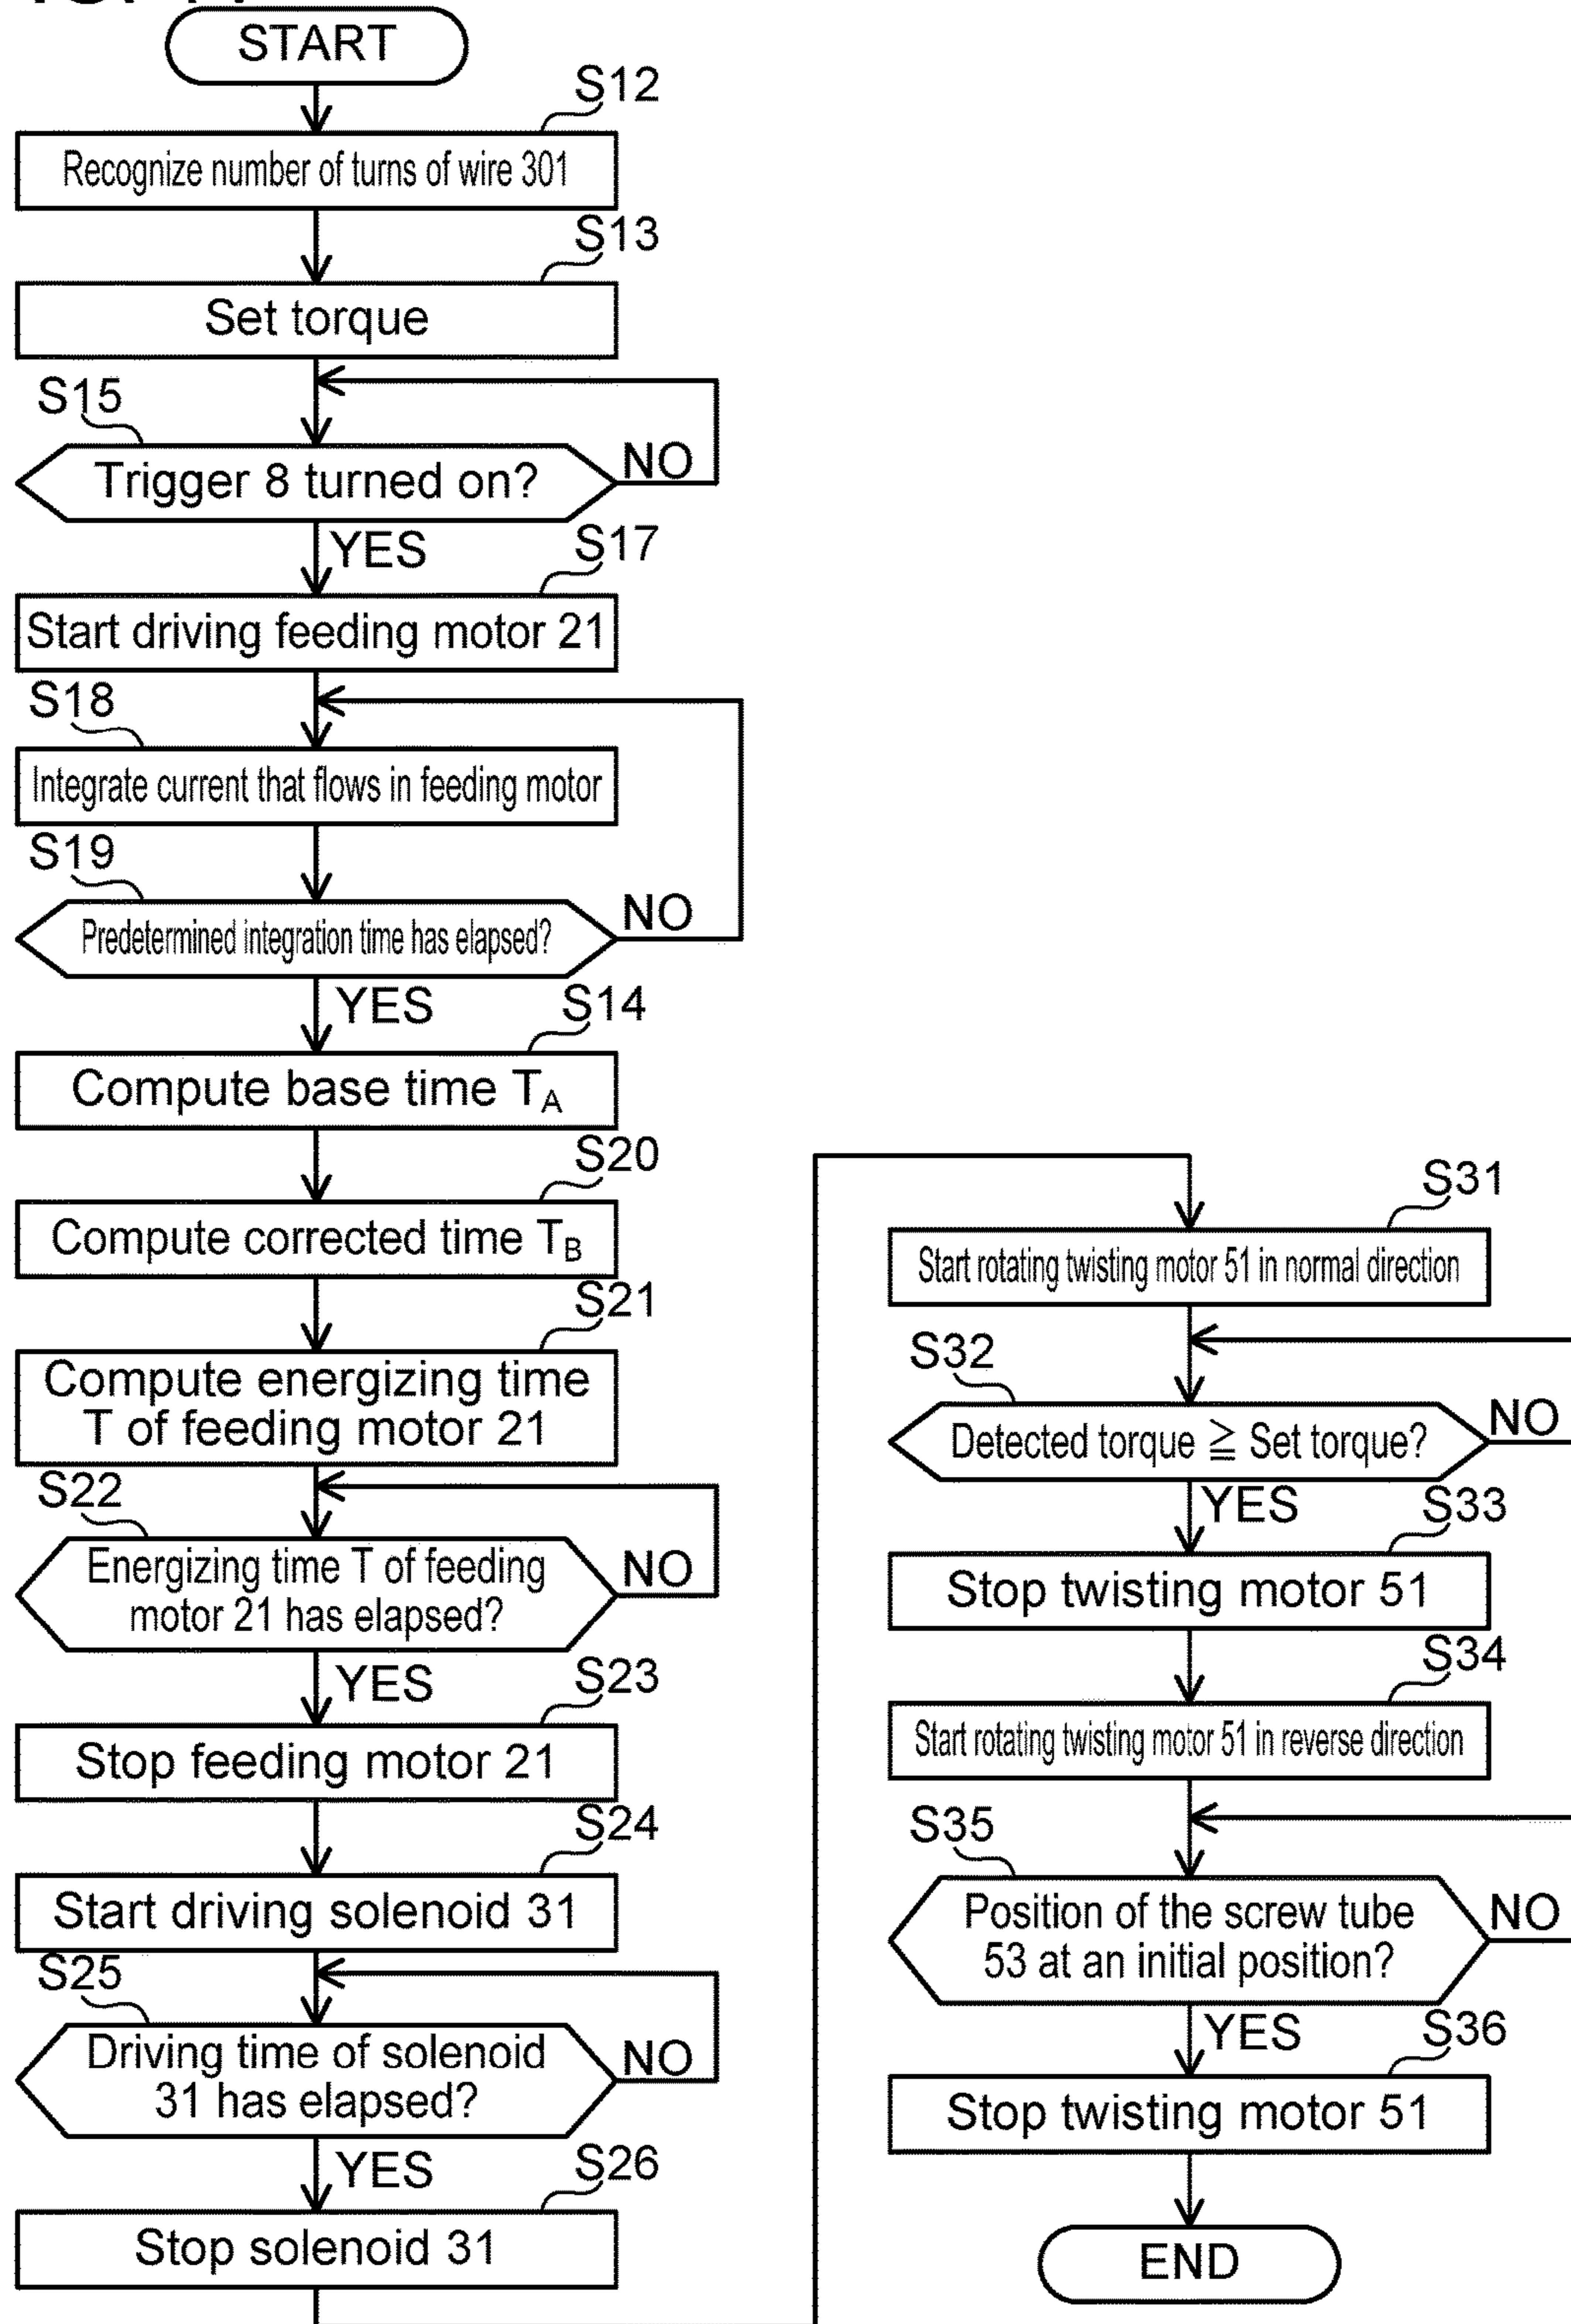 START
S12
Recognize number of turns of wire 301
S13
Set torque
S15
Trigger 8 turned on?
NO
YES
S17
Start driving feeding motor 21
S18
Integrate current that flows in feeding motor
S19
Predetermined integration time has elapsed?
NO
YES
S14
Compute base time TA
S20
Compute corrected time TB
S21
Compute energizing time
T of feeding motor 21
S22
Energizing time T of feeding
motor 21 has elapsed?
NO
YES
S23
Stop feeding motor 21
S24
Start driving solenoid 31
S25
Driving time of solenoid
31 has elapsed?
NO
YES
S26
Stop solenoid 31
S31
Start rotating twisting motor 51 in normal direction
S32
Detected torque ≧ Set torque?
NO
YES
S33
Stop twisting motor 51
S34
Start rotating twisting motor 51 in reverse direction
S35
Position of the screw tube
53 at an initial position?
NO
YES
S36
Stop twisting motor 51
END